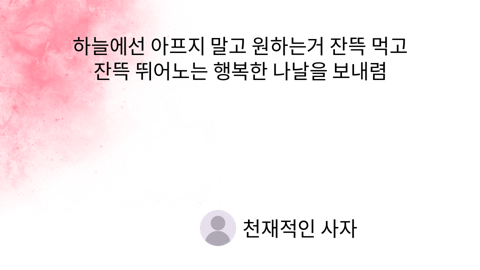 하늘에선 아프지 말고 원하는거 잔뜩 먹고
잔뜩 뛰어노는 행복한 나날을 보내렴
천재적인 사자